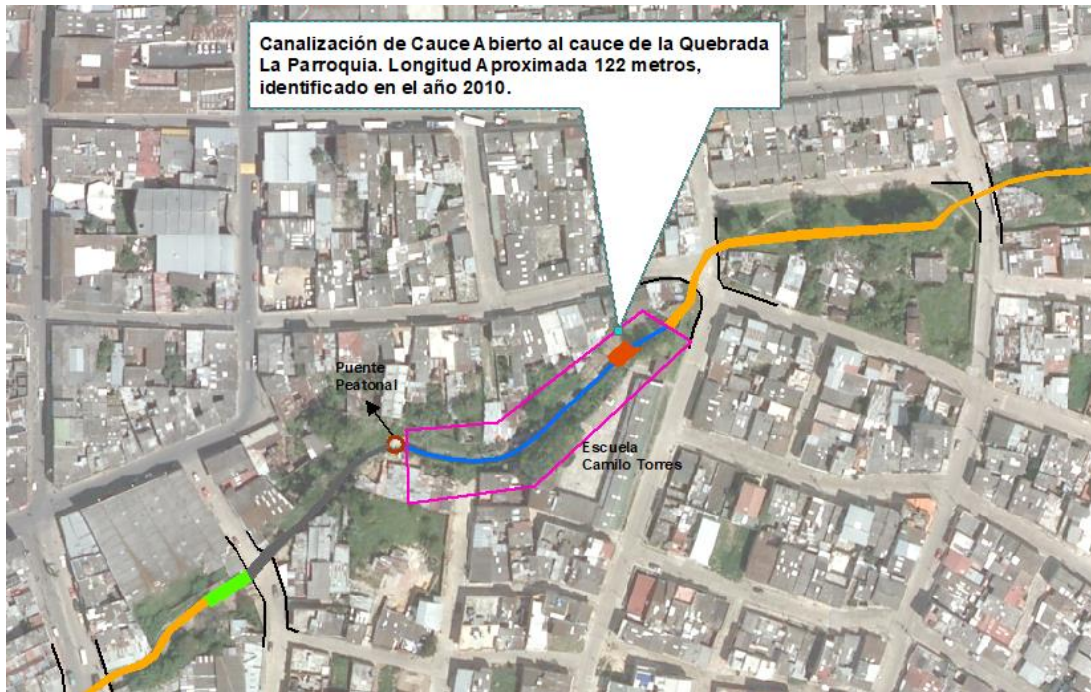 Canalización de Cauce Abierto al cauce de la Quebrada
La Parroquia. Longitud Aproximada 122 metros,
identificado en el año 2010.
Puente
Peatonal
Escuela
Camilo Torres